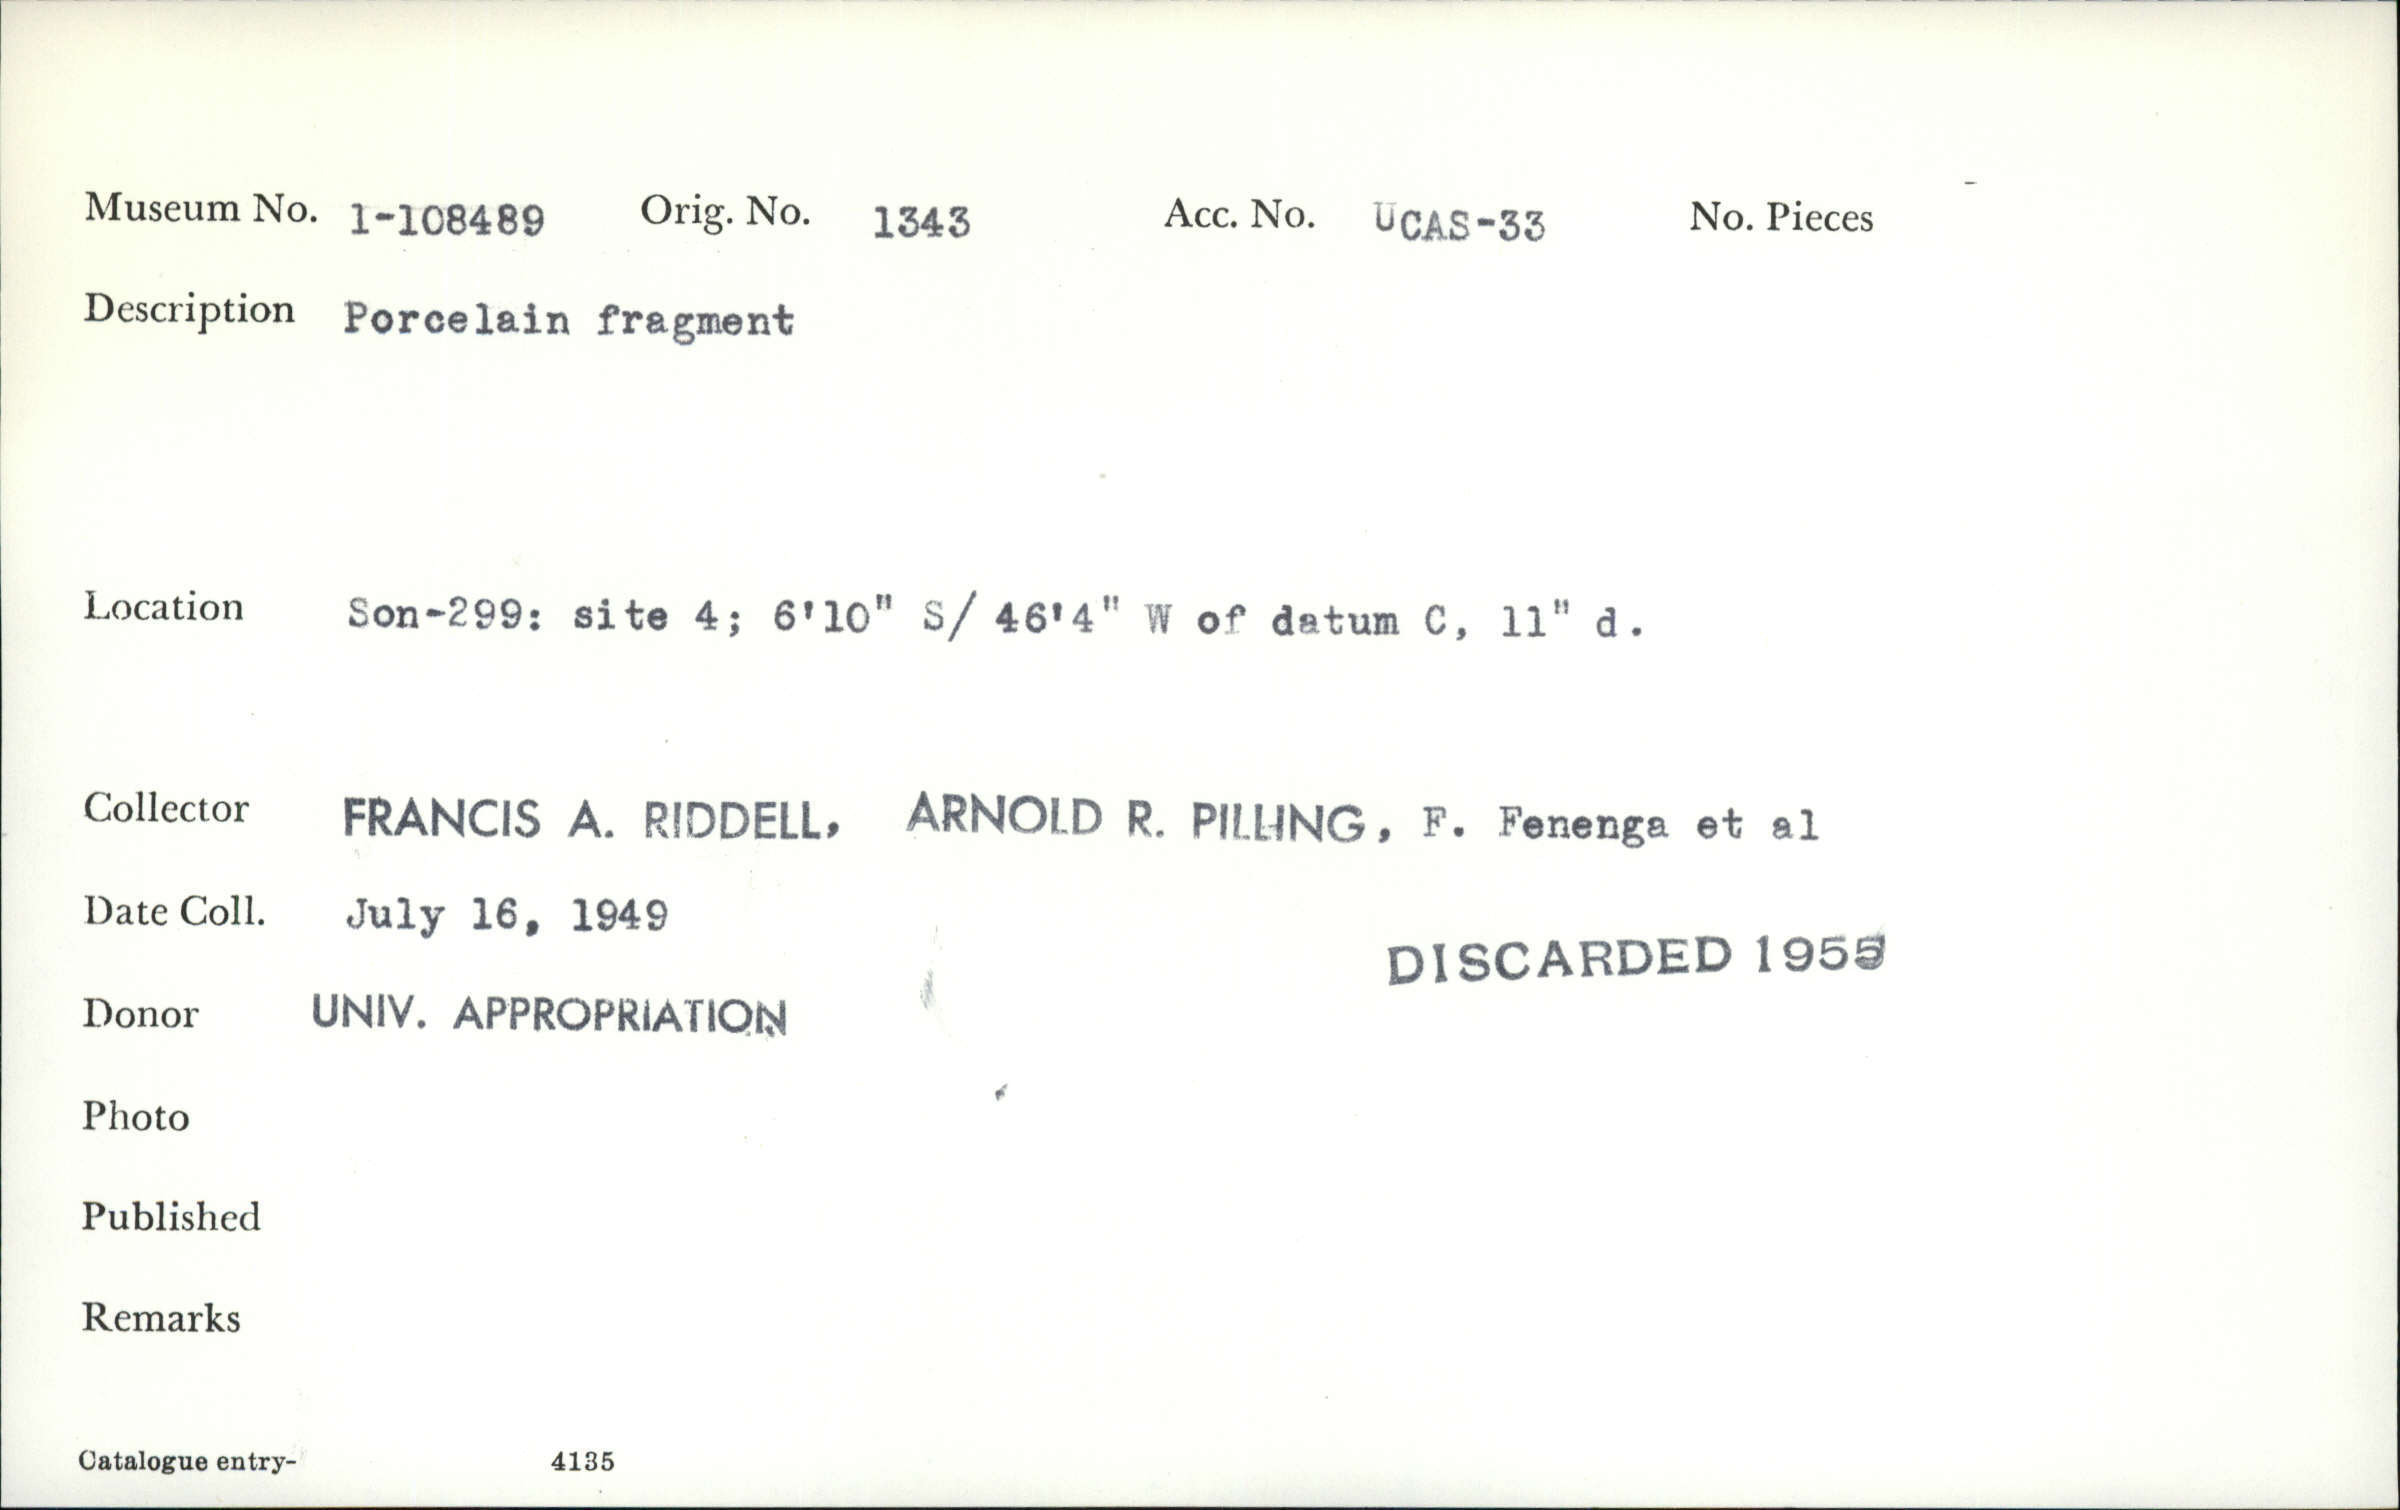 Museum No. 1-108489 Orig. No. 1343 Acc. No. UCAS-33 No. Pieces
Description Porcelain fragment
Location Son-299: site 4; 6'10" S/ 46'4" W of datum C, 11" d.
Collector FRANCIS A. RIDDELL, ARNOLD R. PILLING, F. Fenenga et al
Date Coll. July 16, 1949
DISCARDED 1955
Donor UNIV. APPROPRIATION
Photo
Published
Remarks
Catalogue entry- 4135